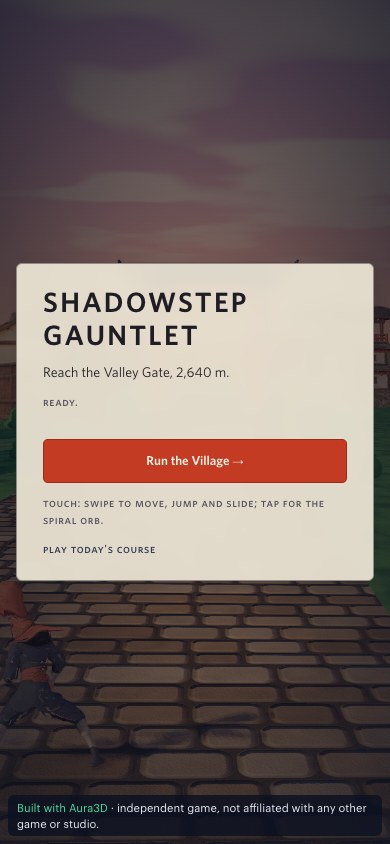 SHADOWSTEP
GAUNTLET
Reach the Valley Gate, 2,640 m.
READY.
Run the Village →
TOUCH: SWIPE TO MOVE, JUMP AND SLIDE; TAP FOR THE
SPIRAL ORB.
PLAY TODAY'S COURSE
Built with Aura3D · independent game, not affiliated with any other
game or studio.